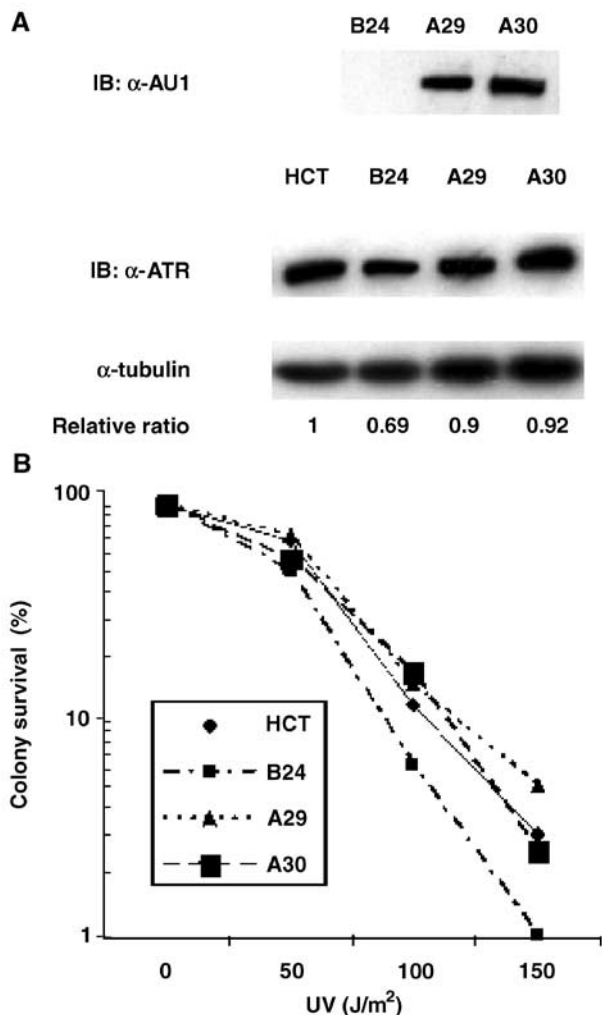 A
B24 A29 A30
IB: α-AU1
HCT B24 A29 A30
IB: α-ATR
α-tubulin
Relative ratio 1 0.69 0.9 0.92
B
100
10
1
Colony survival (%)
HCT
B24
A29
A30
0 50 100 150
UV (J/m²)